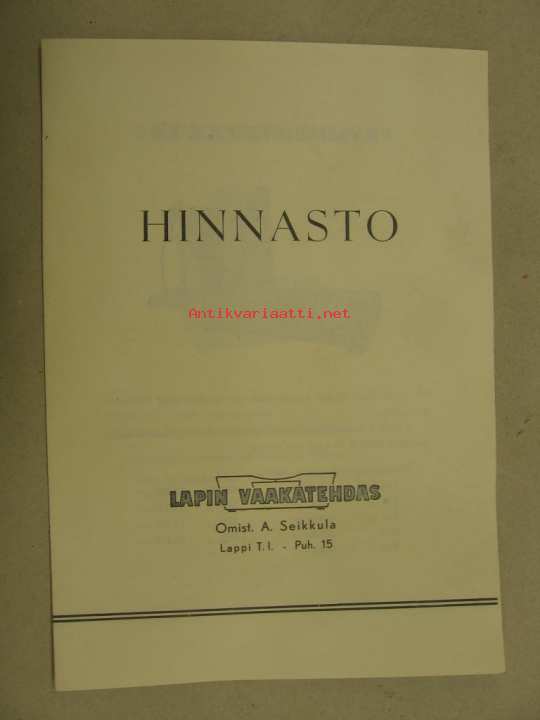 HINNASTO
Antikvariaatti.net
LAPIN VAAKATEHDAS
Omist. A. Seikkula
Lappi T. l. - Puh. 15